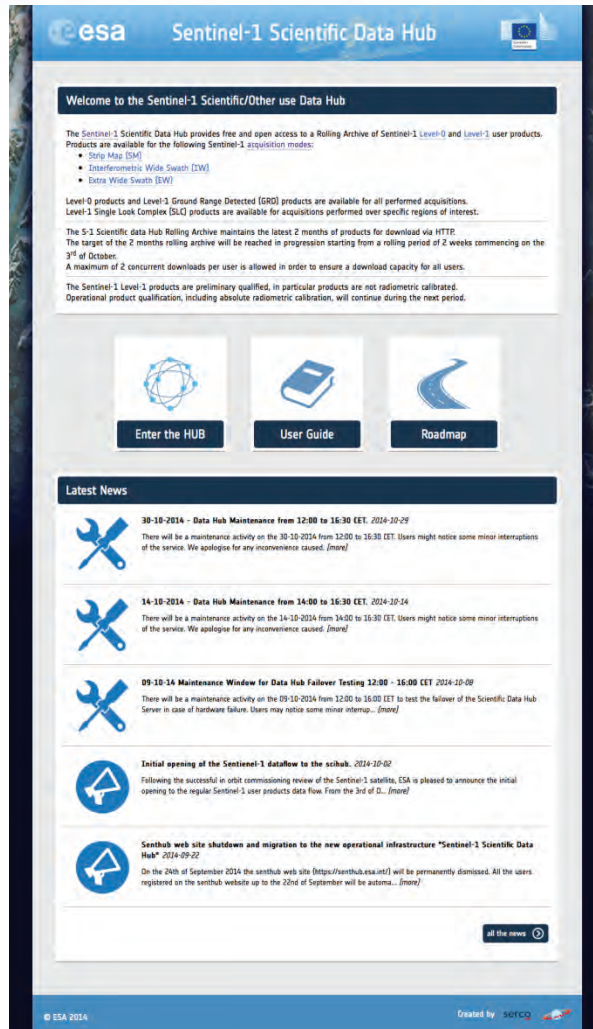 esa
Sentinel-1 Scientific Data Hub
Welcome to the Sentinel-1 Scientific/Other use Data Hub
The Sentinel-1 Scientific Data Hub provides free and open access to a Rolling Archive of Sentinel-1 Level-0 and Level-1 user products.
Products are available for the following Sentinel-1 acquisition modes:
Strip Map (SM)
Interferometric Wide Swath (IW)
Extra Wide Swath (EW)
Level-0 products and Level-1 Ground Range Detected (GRD) products are available for all performed acquisitions.
Level-1 Single Look Complex (SLC) products are available for acquisitions performed over specific regions of interest.
The S-1 Scientific data Hub Rolling Archive maintains the latest 2 months of products for download via HTTP.
The target of the 2 months rolling archive will be reached in progression starting from a rolling period of 2 weeks commencing on the
3rd of October.
A maximum of 2 concurrent downloads per user is allowed in order to ensure a download capacity for all users.
The Sentinel-1 Level-1 products are preliminary qualified, in particular products are not radiometric calibrated.
Operational product qualification, including absolute radiometric calibration, will continue during the next period.
Enter the HUB
User Guide
Roadmap
Latest News
30-10-2014 - Data Hub Maintenance from 12:00 to 16:30 CET. 2014-10-29
There will be a maintenance activity on the 30-10-2014 from 12:00 to 16:30 CET. Users might notice some minor interruptions
of the service. We apologise for any inconvenience caused. [more]
14-10-2014 - Data Hub Maintenance from 14:00 to 16:30 CET. 2014-10-14
There will be a maintenance activity on the 14-10-2014 from 14:00 to 16:30 CET. Users might notice some minor interruptions
of the service. We apologise for any inconvenience caused. [more]
09-10-14 Maintenance Window for Data Hub Failover Testing 12:00 - 16:00 CET 2014-10-08
There will be a maintenance activity on the 09-10-2014 from 12:00 to 16:00 CET to test the failover of the Scientific Data Hub
Server in case of hardware failure. Users may notice some minor interrup... [more]
Initial opening of the Sentienel-1 dataflow to the scihub. 2014-10-02
Following the successful in orbit commissioning review of the Sentinel-1 satellite, ESA is pleased to announce the initial
opening to the regular Sentinel-1 user products data flow. From the 3rd of O... [more]
Senthub web site shutdown and migration to the new operational infrastructure "Sentinel-1 Scientific Data
Hub" 2014-09-22
On the 24th of September 2014 the senthub web site (https://senthub.esa.int/) will be permanently dismissed. All the users
registered on the senthub website up to the 22nd of September will be automa... [more]
all the news
© ESA 2014
Created by serco